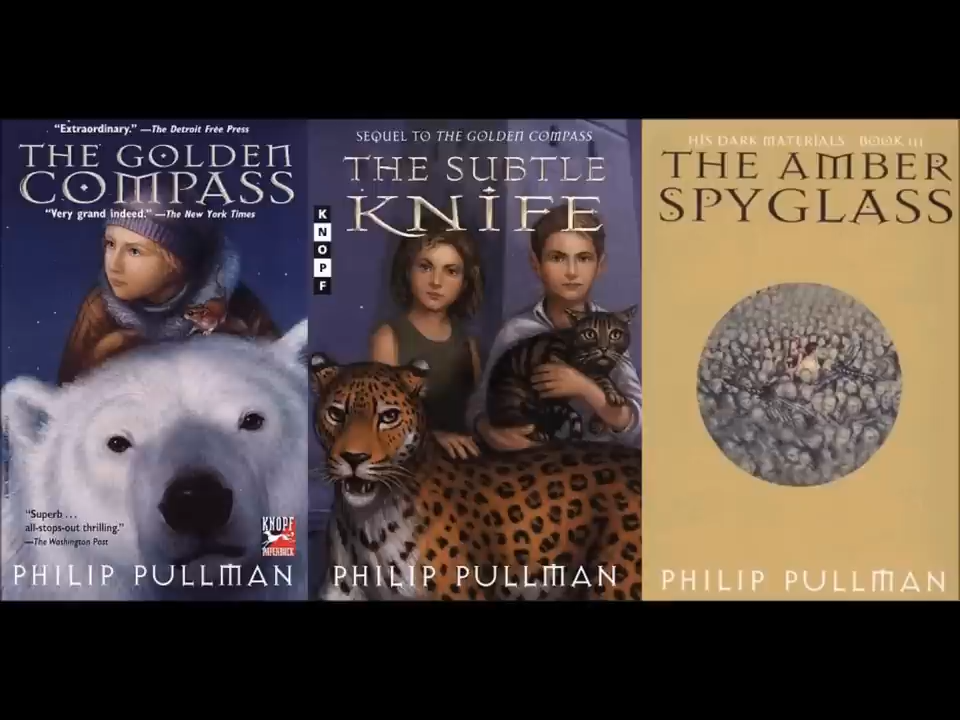 “Extraordinary.” —The Detroit Free Press
THE GOLDEN
COMPASS
“Very grand indeed.” —The New York Times
“Superb . . .
all-stops-out thrilling.”
—The Washington Post
KNOPF
PAPERBACK
PHILIP PULLMAN
SEQUEL TO THE GOLDEN COMPASS
THE SUBTLE
KNIFE
KNOPF
PHILIP PULLMAN
HIS DARK MATERIALS BOOK III
THE AMBER
SPYGLASS
PHILIP PULLMAN